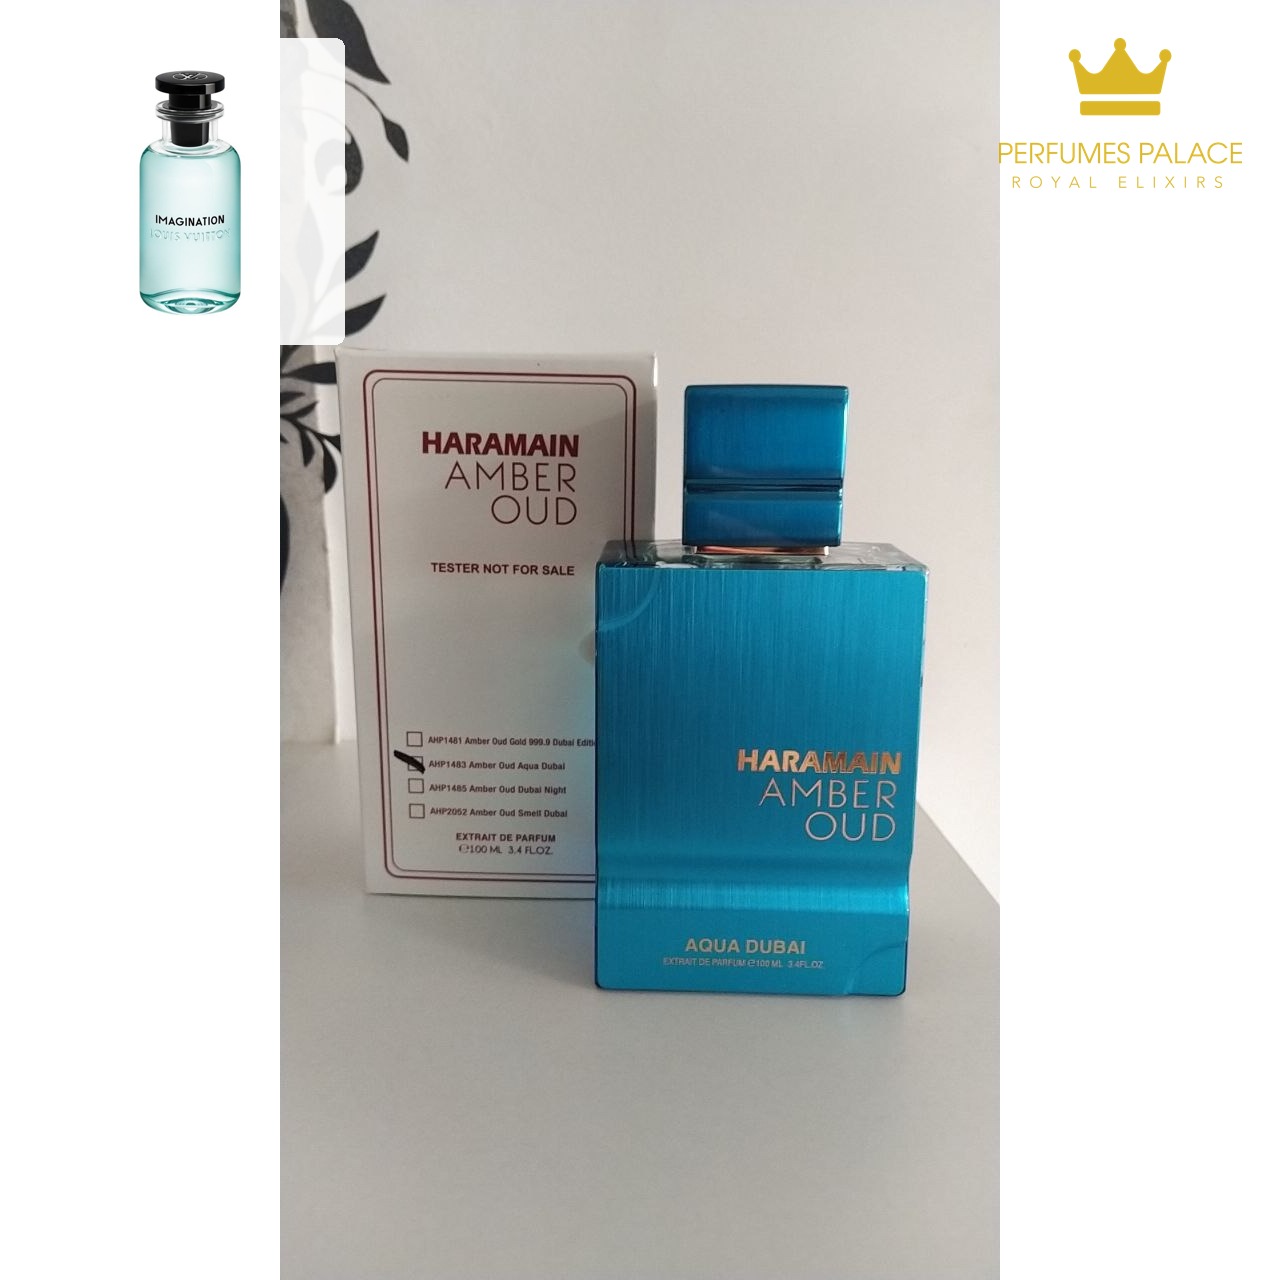 IMAGINATION
LOUIS VUITTON
PERFUMES PALACE
ROYAL ELIXIRS
HARAMAIN
AMBER
OUD
TESTER NOT FOR SALE
AHP1481 Amber Oud Gold 999.9 Dubai
AHP1483 Amber Oud Aqua Dubai
AHP1485 Amber Oud Dubai Night
AHP2052 Amber Oud Smell Dubai
EXTRAIT DE PARFUM
℮100 ML 3.4 FL.OZ.
HARAMAIN
AMBER
OUD
AQUA DUBAI
EXTRAIT DE PARFUM ℮100 ML 3.4FL.OZ